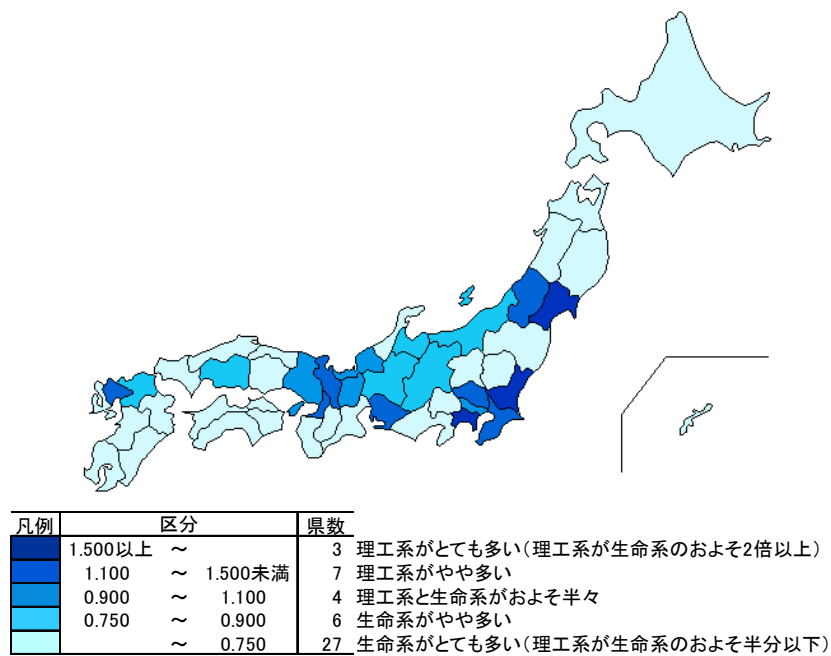 凡例 区分 県数
1.500以上 ～ 3 理工系がとても多い(理工系が生命系のおよそ2倍以上)
1.100 ～ 1.500未満 7 理工系がやや多い
0.900 ～ 1.100 4 理工系と生命系がおよそ半々
0.750 ～ 0.900 6 生命系がやや多い
～ 0.750 27 生命系がとても多い(理工系が生命系のおよそ半分以下)